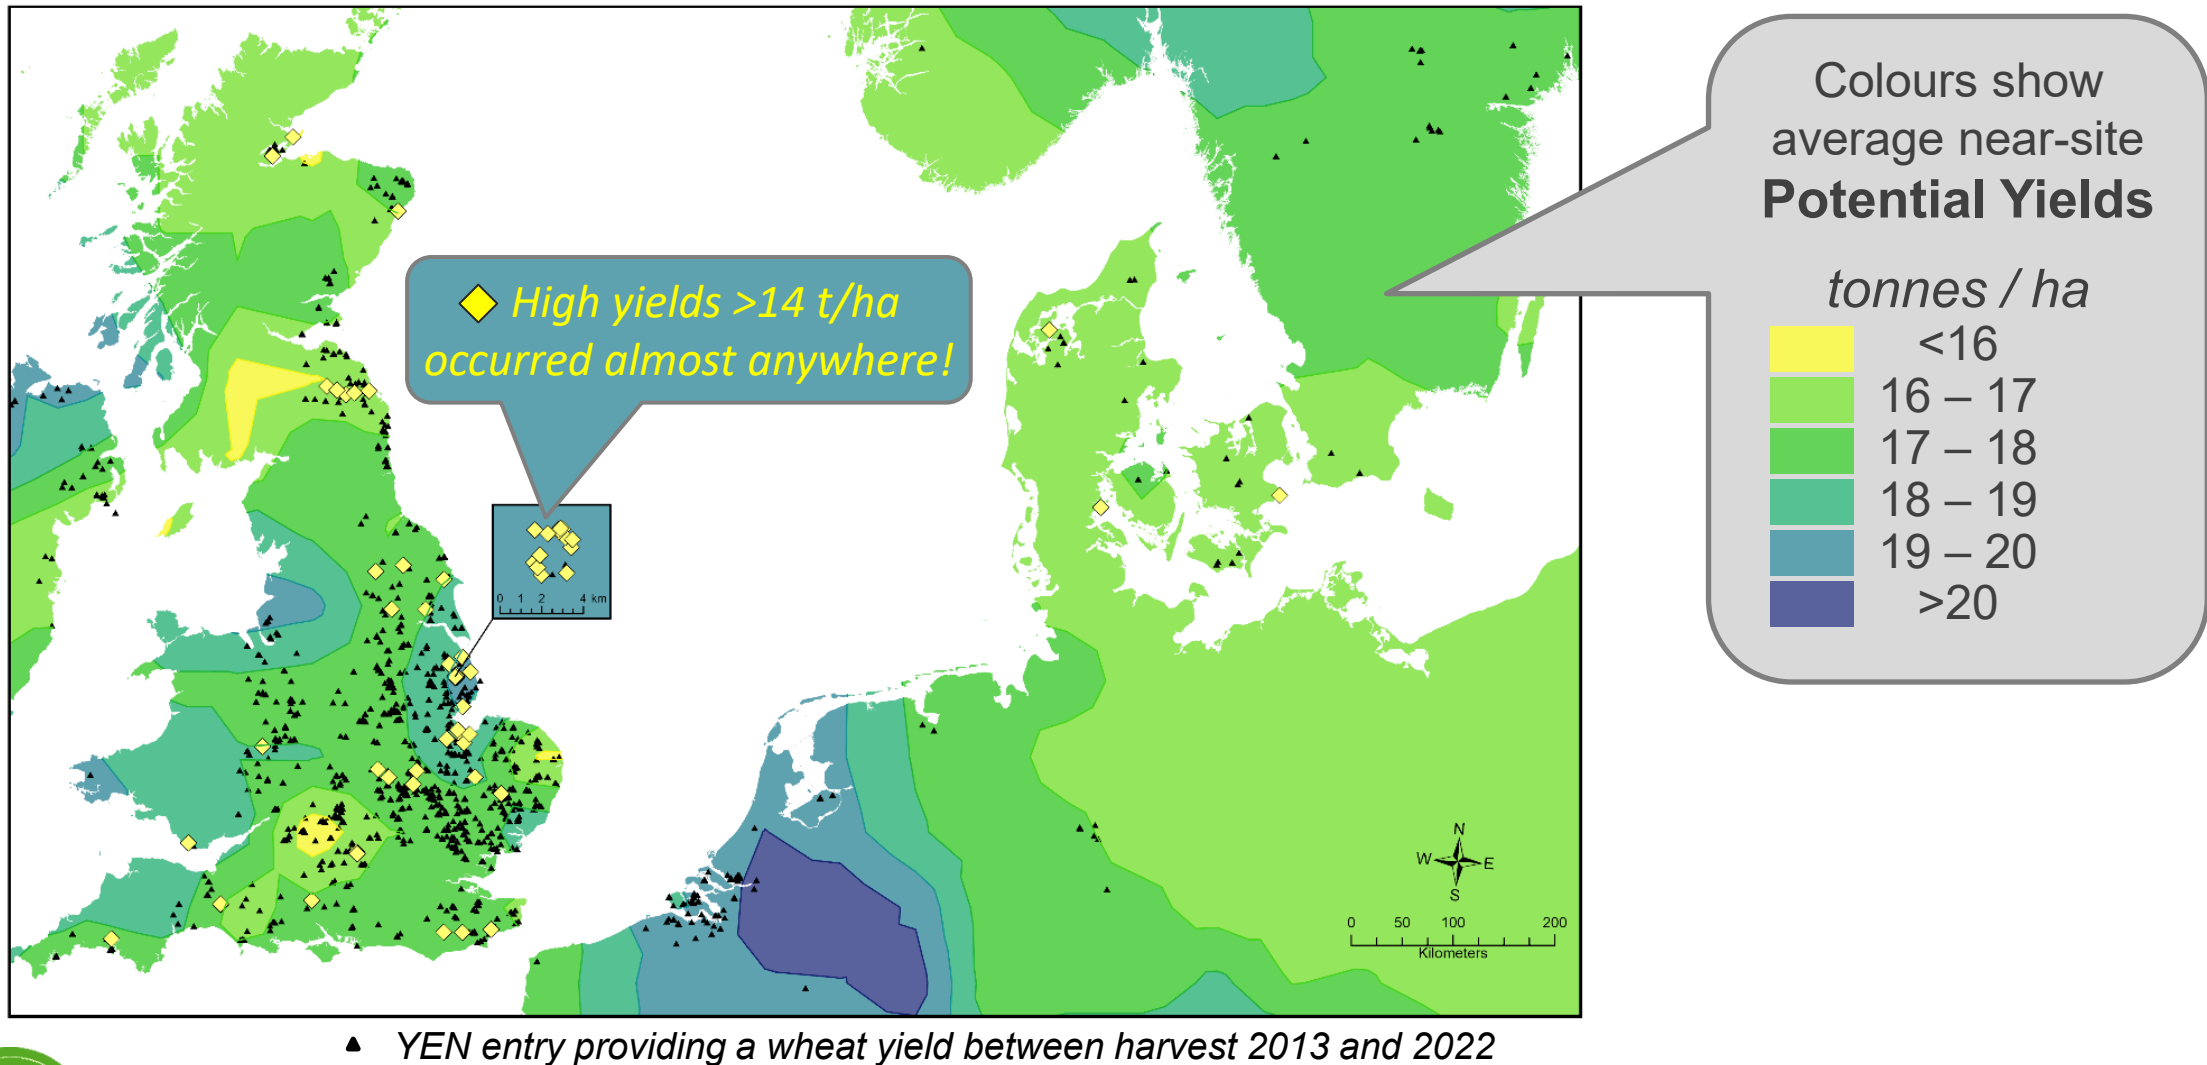 Colours show
average near-site
Potential Yields
tonnes / ha
<16
16 – 17
17 – 18
18 – 19
19 – 20
>20
High yields >14 t/ha
occurred almost anywhere!
0 1 2 4 km
N
W E
S
0 50 100 200
Kilometers
YEN entry providing a wheat yield between harvest 2013 and 2022